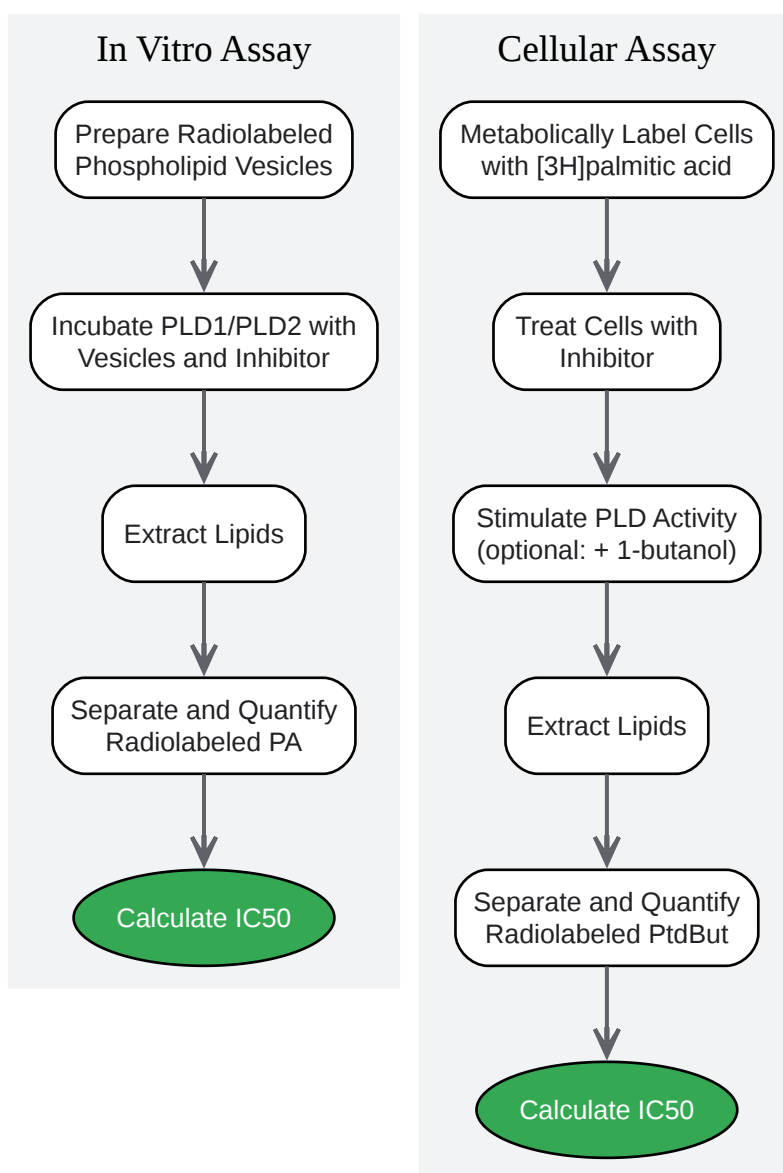 In Vitro Assay
Prepare Radiolabeled
Phospholipid Vesicles
Incubate PLD1/PLD2 with
Vesicles and Inhibitor
Extract Lipids
Separate and Quantify
Radiolabeled PA
Calculate IC50
Cellular Assay
Metabolically Label Cells
with [3H]palmitic acid
Treat Cells with
Inhibitor
Stimulate PLD Activity
(optional: + 1-butanol)
Extract Lipids
Separate and Quantify
Radiolabeled PtdBut
Calculate IC50